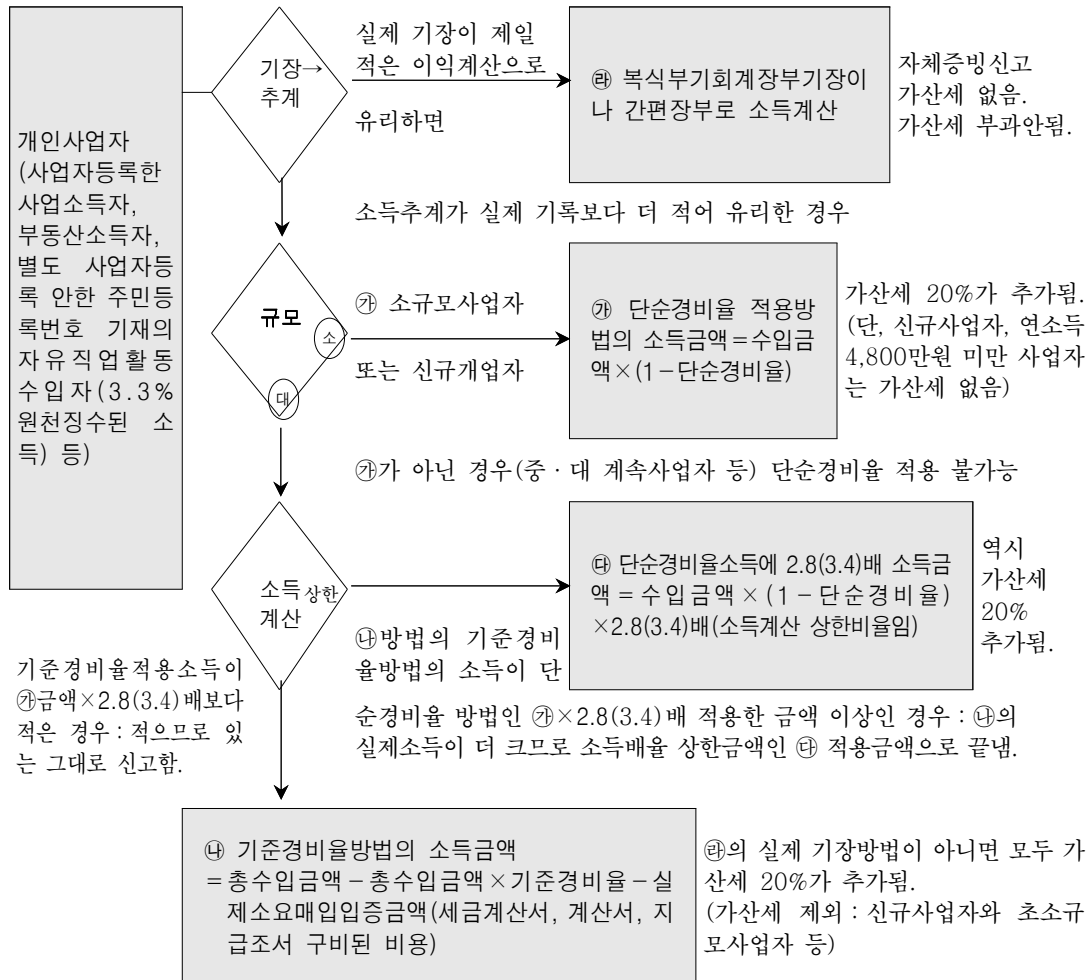 개인사업자
(사업자등록한
사업소득자,
부동산소득자,
별도 사업자등
록 안한 주민등
록번호 기재의
자유직업활동
수입자(3.3%
원천징수된 소
득) 등)
기장→
추계
실제 기장이 제일
적은 이익계산으로
유리하면
㉱ 복식부기회계장부기장이
나 간편장부로 소득계산
자체증빙신고
가산세 없음.
가산세 부과안됨.
소득추계가 실제 기록보다 더 적어 유리한 경우
규모
소
대
㉮ 소규모사업자
또는 신규개업자
㉮ 단순경비율 적용방
법의 소득금액=수입금
액×(1-단순경비율)
가산세 20%가 추가됨.
(단, 신규사업자, 연소득
4,800만원 미만 사업자
는 가산세 없음)
㉮가 아닌 경우(중·대 계속사업자 등) 단순경비율 적용 불가능
소득상한
계산
㉰ 단순경비율소득에 2.8(3.4)배 소득금
액=수입금액×(1-단순경비율)
×2.8(3.4)배(소득계산 상한비율임)
역시
가산세
20%
추가됨.
㉯방법의 기준경비
율방법의 소득이 단
순경비율 방법인 ㉮×2.8(3.4)배 적용한 금액 이상인 경우 : ㉯의
실제소득이 더 크므로 소득배율 상한금액인 ㉰ 적용금액으로 끝냄.
기준경비율적용소득이
㉮금액×2.8(3.4)배보다
적은 경우 : 적으므로 있
는 그대로 신고함.
㉯ 기준경비율방법의 소득금액
=총수입금액-총수입금액×기준경비율-실
제소요매입입증금액(세금계산서, 계산서, 지
급조서 구비된 비용)
㉱의 실제 기장방법이 아니면 모두 가
산세 20%가 추가됨.
(가산세 제외 : 신규사업자와 초소규
모사업자 등)